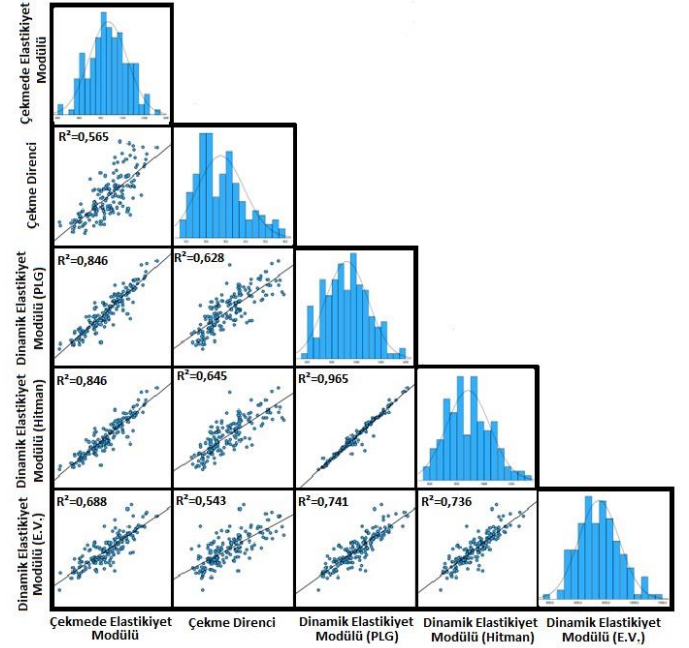 Çekmede Elastikiyet
Modülü
Çekme Direnci
R²=0,565
Dinamik Elastikiyet
Modülü (PLG)
R²=0,846
R²=0,628
Dinamik Elastikiyet
Modülü (Hitman)
R²=0,846
R²=0,645
R²=0,965
Dinamik Elastikiyet
Modülü (E.V.)
R²=0,688
R²=0,543
R²=0,741
R²=0,736
Çekmede Elastikiyet
Modülü
Çekme Direnci
Dinamik Elastikiyet
Modülü (PLG)
Dinamik Elastikiyet
Modülü (Hitman)
Dinamik Elastikiyet
Modülü (E.V.)